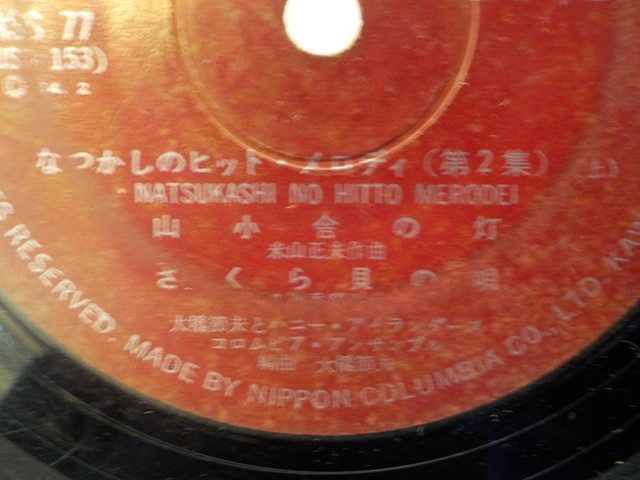 77
153)
なつかしのヒット・メロディ(第2集) (上)
NATSUKASHI NO HITTO MERODEI
山小舎の灯
米山正夫作曲
さくら貝の唄
大橋節夫とハニー・アイランダース
コロムビア・アンサンブル
編曲 大橋節夫
RESERVED. MADE BY NIPPON COLUMBIA CO., LTD.